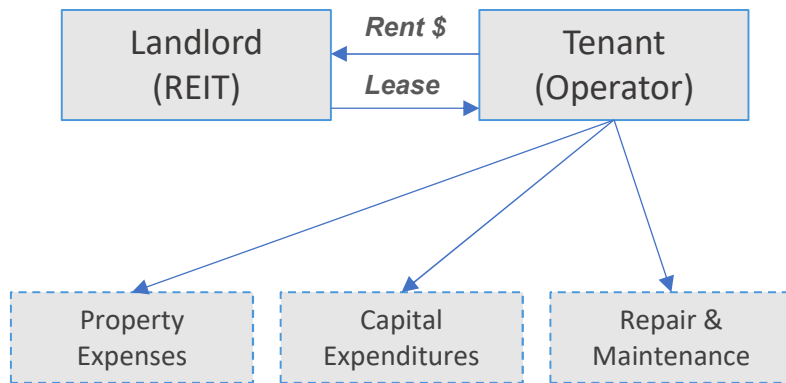 Landlord
(REIT)
Rent $
Lease
Tenant
(Operator)
Property
Expenses
Capital
Expenditures
Repair &
Maintenance